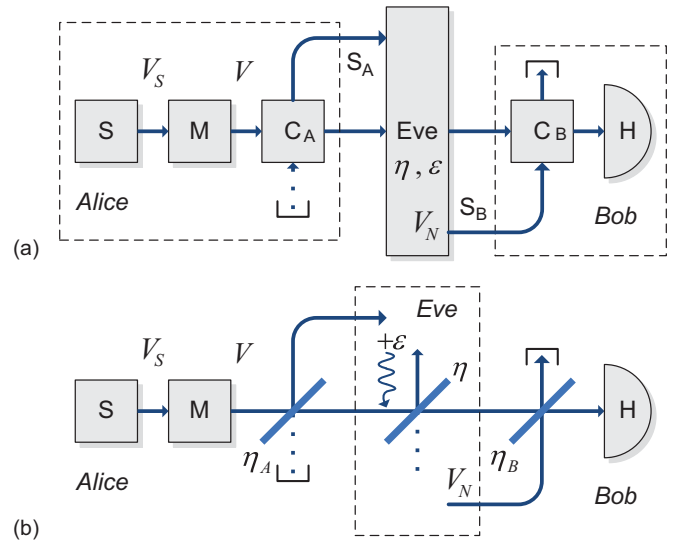 V_S V S_A
S M C_A Eve C_B H
η , ε
Alice V_N S_B Bob
(a)
Eve
V_S V +ε η
S M H
Alice η_A V_N η_B Bob
(b)